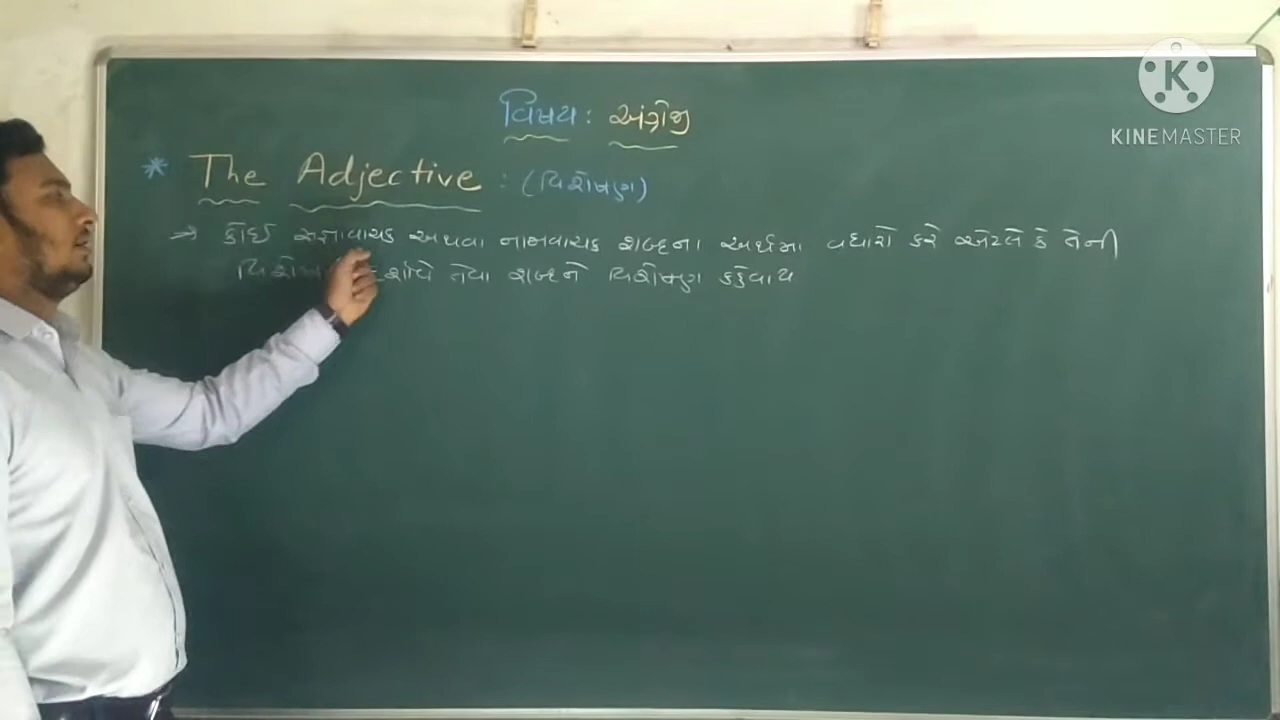 વિષય : અંગ્રેજી
* The Adjective : (વિશેષણ)
→ કોઈ સંજ્ઞાવાચક અથવા નામવાચક શબ્દના અર્થમા વધારો કરે એટલે કે તેની
દર્શાવે તેવા શબ્દને વિશેષણ કહેવાય
K
KINEMASTER